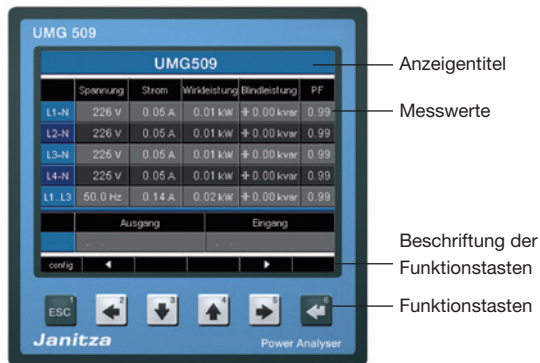 UMG 509
UMG509
Spannung Strom Wirkleistung Blindleistung PF
L1-N 226 V 0.05 A 0.01 kW 0.00 kvar 0.99
L2-N 226 V 0.05 A 0.01 kW 0.00 kvar 0.99
L3-N 225 V 0.05 A 0.01 kW 0.00 kvar 0.99
L4-N 225 V 0.05 A 0.01 kW 0.00 kvar 0.99
L1..L3 50.0 Hz 0.14 A 0.02 kW 0.00 kvar 0.99
Ausgang Eingang
config
ESC 1 2 3 4 5 6
Janitza Power Analyser
Anzeigentitel
Messwerte
Beschriftung der
Funktionstasten
Funktionstasten